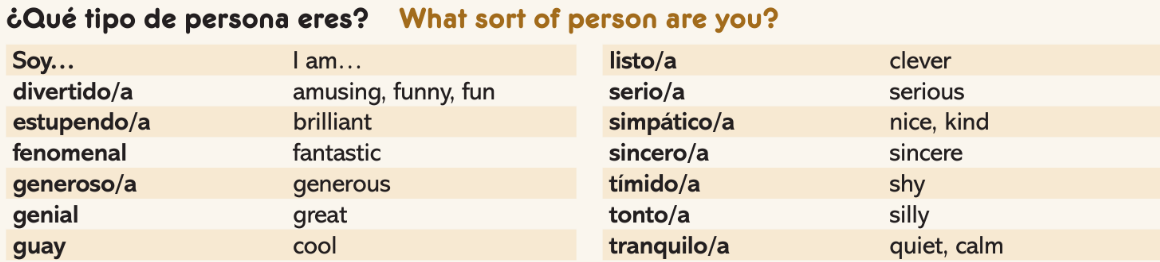 ¿Qué tipo de persona eres? What sort of person are you?
Soy... I am...
divertido/a amusing, funny, fun
estupendo/a brilliant
fenomenal fantastic
generoso/a generous
genial great
guay cool
listo/a clever
serio/a serious
simpático/a nice, kind
sincero/a sincere
tímido/a shy
tonto/a silly
tranquilo/a quiet, calm